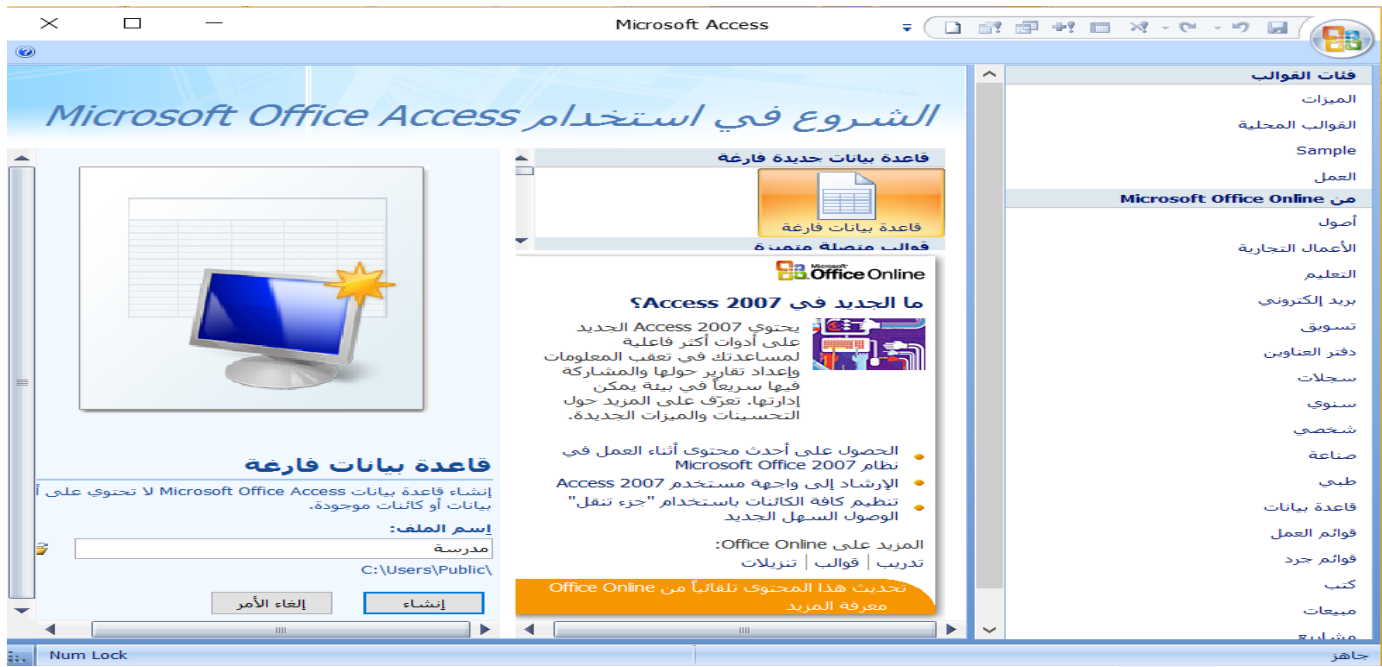 Microsoft Access
فئات القوالب
الميزات
القوالب المحلية
Sample
العمل
من Microsoft Office Online
أصول
الأعمال التجارية
التعليم
بريد إلكتروني
تسويق
دفتر العناوين
سجلات
سنوي
شخصي
صناعة
طبي
قاعدة بيانات
قوائم العمل
قوائم جرد
كتب
مبيعات
مشاريع
الشروع في استخدام Microsoft Office Access
قاعدة بيانات جديدة فارغة
قاعدة بيانات فارغة
قوالب متصلة متميزة
Microsoft
Office Online
ما الجديد في Access 2007؟
يحتوي Access 2007 الجديد
على أدوات أكثر فاعلية
لمساعدتك في تعقب المعلومات
وإعداد تقارير حولها والمشاركة
فيها سريعاً في بيئة يمكن
إدارتها. تعرّف على المزيد حول
التحسينات والميزات الجديدة.
الحصول على أحدث محتوى أثناء العمل في
نظام Microsoft Office 2007
الإرشاد إلى واجهة مستخدم Access 2007
تنظيم كافة الكائنات باستخدام "جزء تنقل"
الوصول السهل الجديد
المزيد على Office Online:
تدريب | قوالب | تنزيلات
تحديث هذا المحتوى تلقائياً من Office Online
معرفة المزيد
قاعدة بيانات فارغة
إنشاء قاعدة بيانات Microsoft Office Access لا تحتوي على
بيانات أو كائنات موجودة.
اسم الملف:
مدرسة
C:\Users\Public\
إنشاء
إلغاء الأمر
جاهز
Num Lock